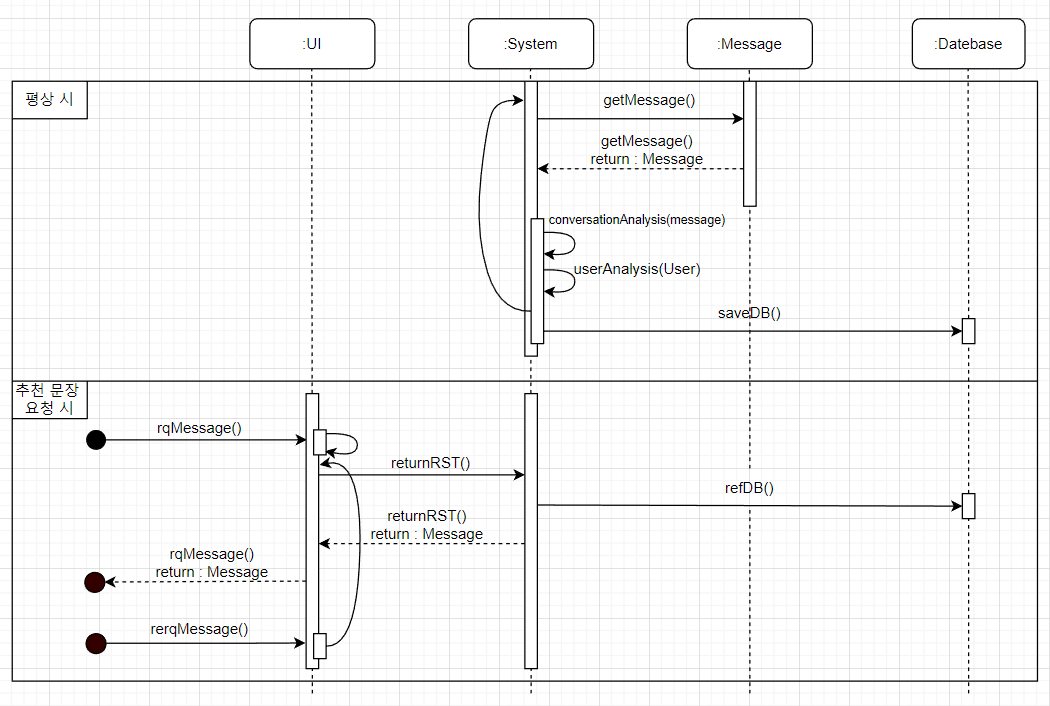 :UI
:System
:Message
:Datebase
평상 시
getMessage()
getMessage()
return : Message
conversationAnalysis(message)
userAnalysis(User)
saveDB()
추천 문장
요청 시
rqMessage()
returnRST()
refDB()
returnRST()
return : Message
rqMessage()
return : Message
rerqMessage()